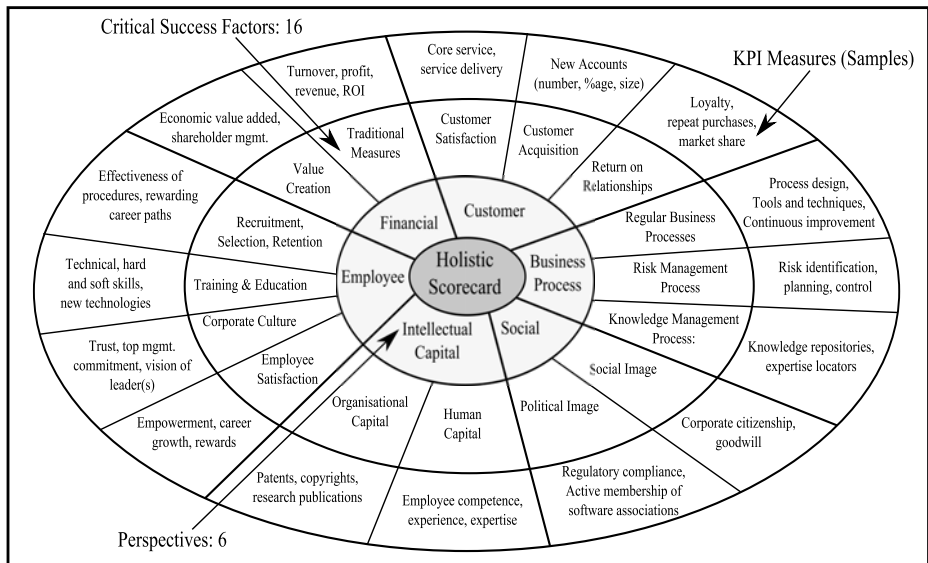 Critical Success Factors: 16
KPI Measures (Samples)
Turnover, profit,
revenue, ROI
Core service,
service delivery
New Accounts
(number, %age, size)
Loyalty,
repeat purchases,
market share
Economic value added,
shareholder mgmt.
Traditional
Measures
Customer
Satisfaction
Customer
Acquisition
Value
Creation
Return on
Relationships
Effectiveness of
procedures, rewarding
career paths
Process design,
Tools and techniques,
Continuous improvement
Recruitment,
Selection, Retention
Financial
Customer
Regular Business
Processes
Technical, hard
and soft skills,
new technologies
Training & Education
Employee
Holistic
Scorecard
Business
Process
Risk Management
Process
Risk identification,
planning, control
Corporate Culture
Intellectual
Capital
Social
Knowledge Management
Process:
Trust, top mgmt.
commitment, vision of
leader(s)
Employee
Satisfaction
Social Image
Knowledge repositories,
expertise locators
Organisational
Capital
Human
Capital
Political Image
Empowerment, career
growth, rewards
Corporate citizenship,
goodwill
Patents, copyrights,
research publications
Employee competence,
experience, expertise
Regulatory compliance,
Active membership of
software associations
Perspectives: 6